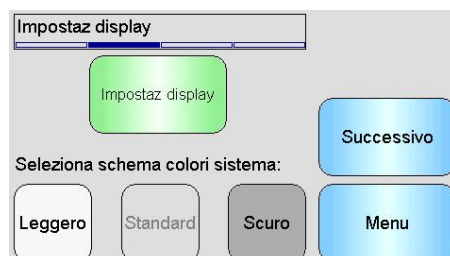 Impostaz display
Impostaz display
Successivo
Seleziona schema colori sistema:
Leggero
Standard
Scuro
Menu